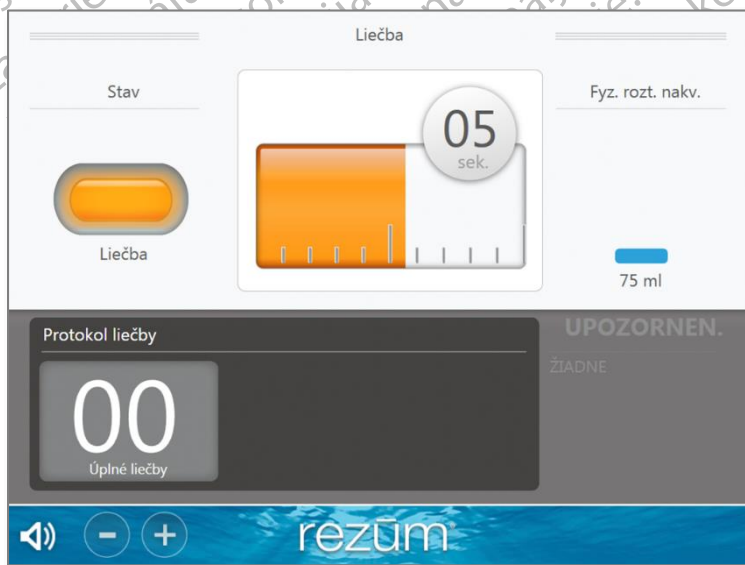 Liečba
Stav
Liečba
05
sek.
Fyz. rozt. nakv.
75 ml
Protokol liečby
00
Úplné liečby
UPOZORNEN.
ŽIADNE
rezūm